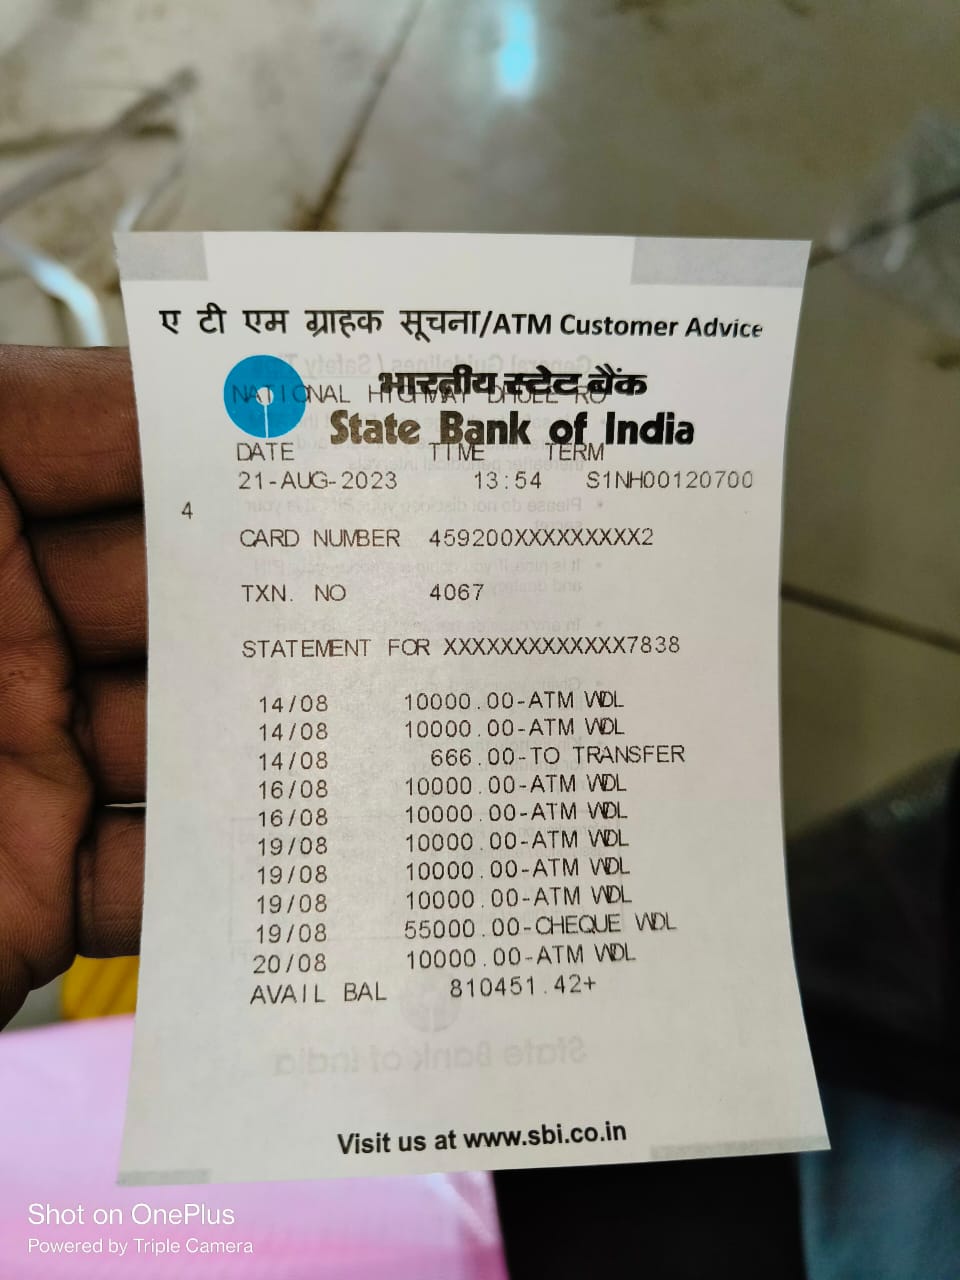 ए टी एम ग्राहक सूचना/ATM Customer Advice
भारतीय स्टेट बैंक
NATIONAL HIGHWAY DHULE RO
State Bank of India
DATE TIME TERM
21-AUG-2023 13:54 S1NH00120700
4
CARD NUMBER 459200XXXXXXXXX2
TXN. NO 4067
STATEMENT FOR XXXXXXXXXXXXX7838
14/08 10000.00-ATM WDL
14/08 10000.00-ATM WDL
14/08 666.00-TO TRANSFER
16/08 10000.00-ATM WDL
16/08 10000.00-ATM WDL
19/08 10000.00-ATM WDL
19/08 10000.00-ATM WDL
19/08 10000.00-ATM WDL
19/08 55000.00-CHEQUE WDL
20/08 10000.00-ATM WDL
AVAIL BAL 810451.42+
State Bank of India
Visit us at www.sbi.co.in
Shot on OnePlus
Powered by Triple Camera